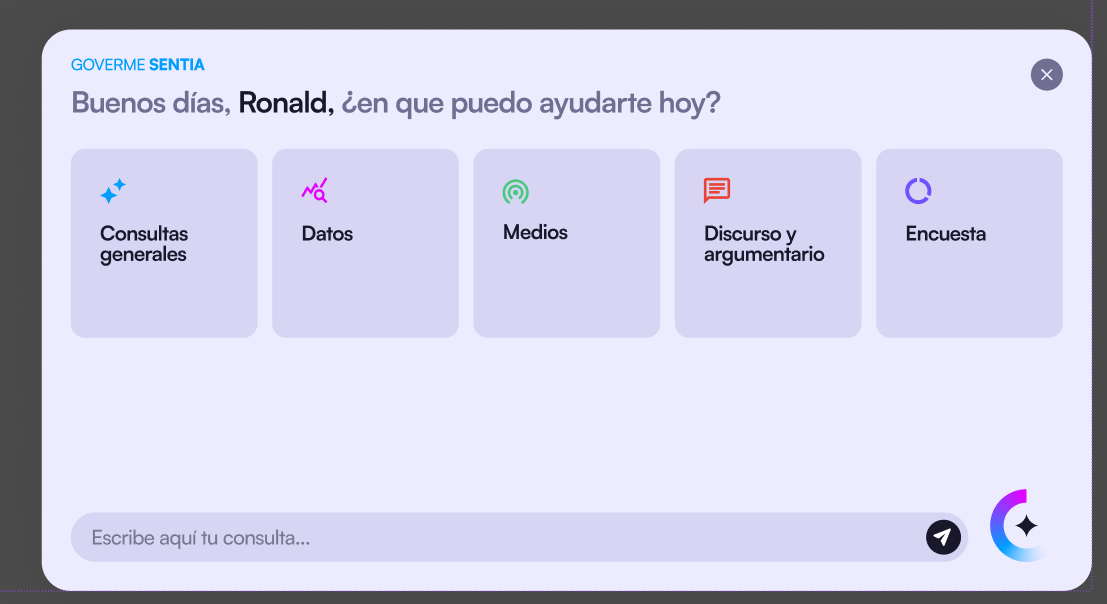 GOVERME SENTIA
Buenos días, Ronald, ¿en que puedo ayudarte hoy?
Consultas
generales
Datos
Medios
Discurso y
argumentario
Encuesta
Escribe aquí tu consulta...